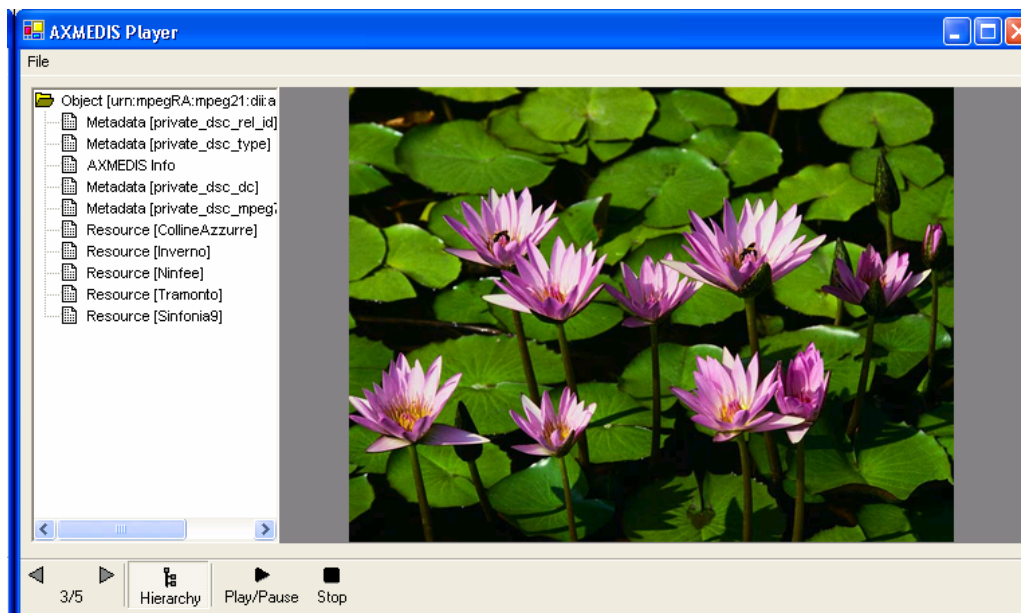 AXMEDIS Player
File
Object [urn:mpegRA:mpeg21:dii:a
Metadata [private_dsc_rel_id]
Metadata [private_dsc_type]
AXMEDIS Info
Metadata [private_dsc_dc]
Metadata [private_dsc_mpeg7
Resource [CollineAzzurre]
Resource [Inverno]
Resource [Ninfee]
Resource [Tramonto]
Resource [Sinfonia9]
3/5 Hierarchy Play/Pause Stop